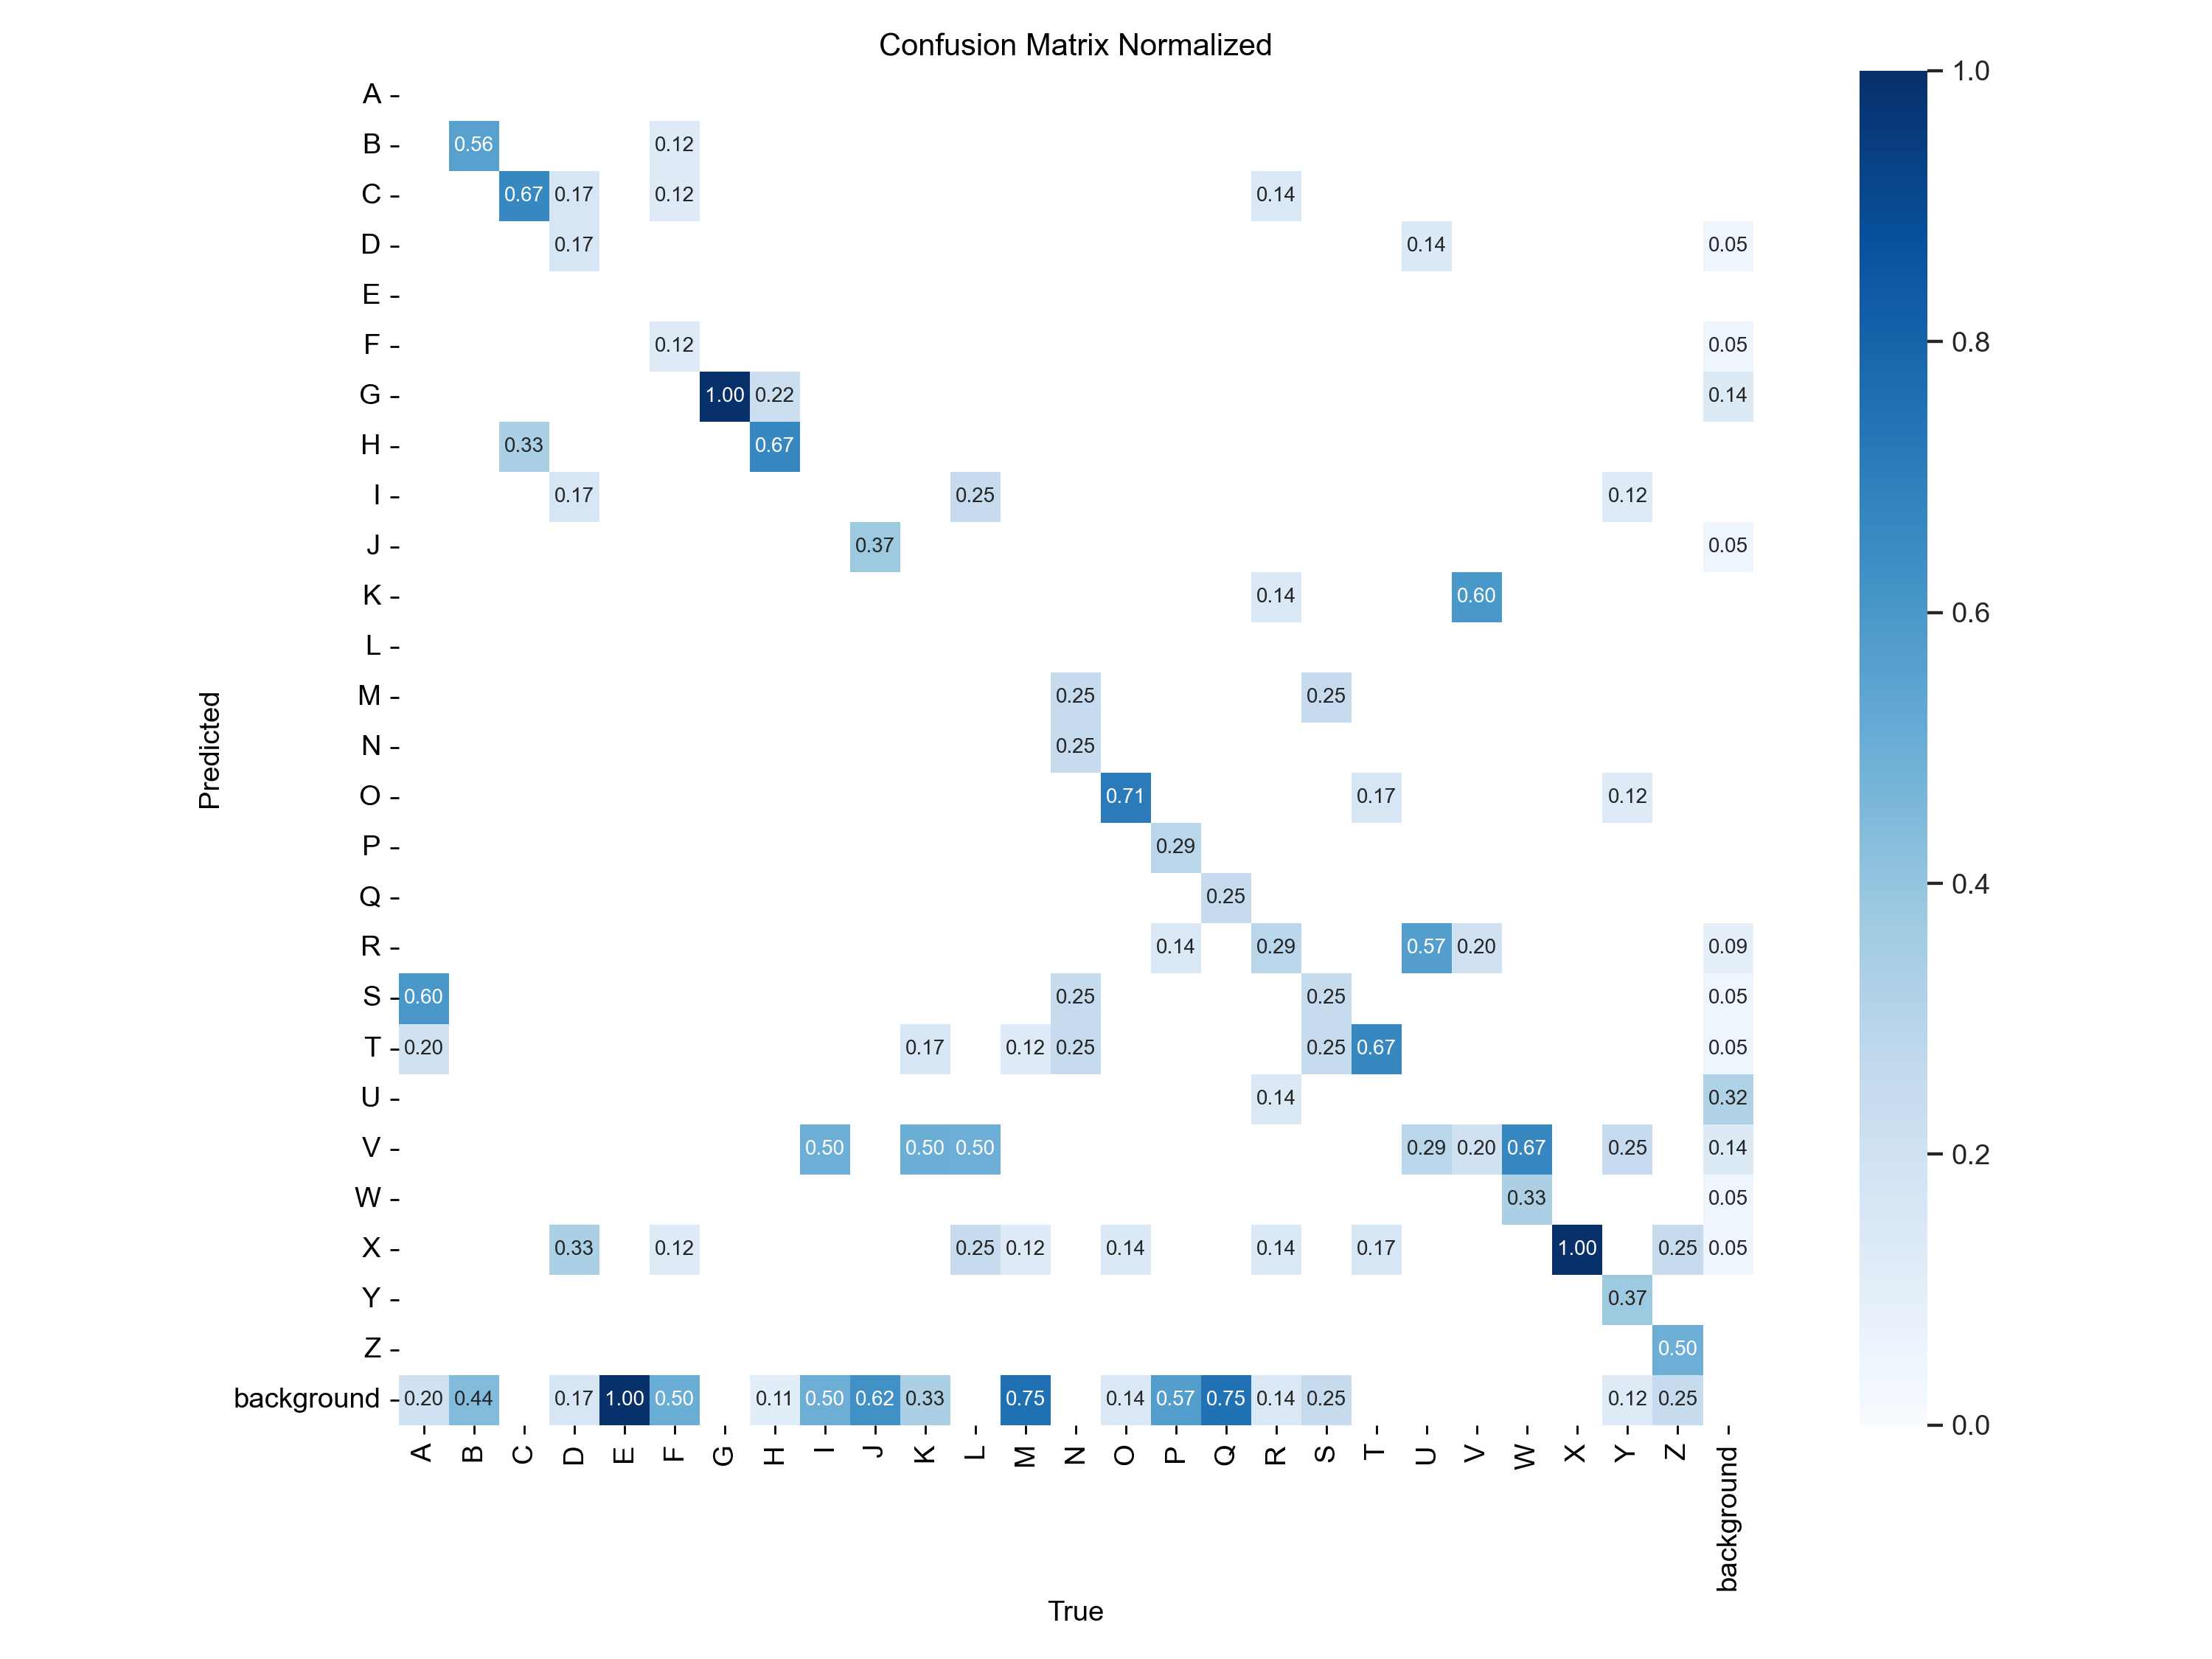 Confusion Matrix Normalized
A
B 0.56 0.12
C 0.67 0.17 0.12 0.14
D 0.17 0.14 0.05
E
F 0.12 0.05
G 1.00 0.22 0.14
H 0.33 0.67
I 0.17 0.25 0.12
J 0.37 0.05
K 0.14 0.60
L
M 0.25 0.25
N 0.25
O 0.71 0.17 0.12
P 0.29
Q 0.25
R 0.14 0.29 0.57 0.20 0.09
S 0.60 0.25 0.25 0.05
T 0.20 0.17 0.12 0.25 0.25 0.67 0.05
U 0.14 0.32
V 0.50 0.50 0.50 0.29 0.20 0.67 0.25 0.14
W 0.33 0.05
X 0.33 0.12 0.25 0.12 0.14 0.14 0.17 1.00 0.25 0.05
Y 0.37
Z 0.50
background 0.20 0.44 0.17 1.00 0.50 0.11 0.50 0.62 0.33 0.75 0.14 0.57 0.75 0.14 0.25 0.12 0.25
A B C D E F G H I J K L M N O P Q R S T U V W X Y Z background
True
Predicted
1.0
0.8
0.6
0.4
0.2
0.0